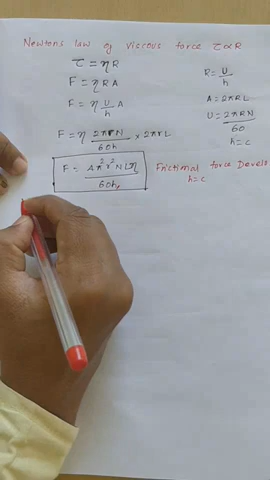 Newtons law of viscous force τ∝R
τ = ηR
F = ηRA
F = η U/h A
F = η 2πrN/60h × 2πrL
F = 4π²r²NLη/60h
Frictional force Develo
h=c
R = U/h
A = 2πRL
U = 2πRN/60
h = c